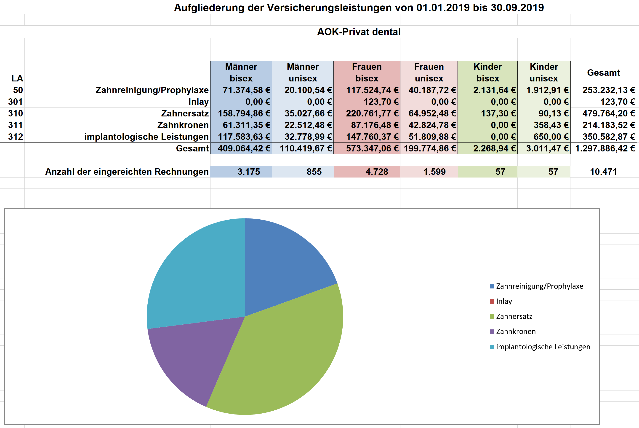 Aufgliederung der Versicherungsleistungen von 01.01.2019 bis 30.09.2019
AOK-Privat dental
LA Männer bisex Männer unisex Frauen bisex Frauen unisex Kinder bisex Kinder unisex Gesamt
50 Zahnreinigung/Prophylaxe 71.374,58 € 20.100,54 € 117.524,74 € 40.187,72 € 2.131,64 € 1.912,91 € 253.232,13 €
301 Inlay 0,00 € 0,00 € 123,70 € 0,00 € 0,00 € 0,00 € 123,70 €
310 Zahnersatz 158.794,86 € 35.027,66 € 220.761,77 € 64.952,48 € 137,30 € 90,13 € 479.764,20 €
311 Zahnkronen 61.311,35 € 22.512,48 € 87.176,48 € 42.824,78 € 0,00 € 358,43 € 214.183,52 €
312 implantologische Leistungen 117.583,63 € 32.778,99 € 147.760,37 € 51.809,88 € 0,00 € 650,00 € 350.582,87 €
Gesamt 409.064,42 € 110.419,67 € 573.347,06 € 199.774,86 € 2.268,94 € 3.011,47 € 1.297.886,42 €
Anzahl der eingereichten Rechnungen 3.175 855 4.728 1.599 57 57 10.471
Zahnreinigung/Prophylaxe
Inlay
Zahnersatz
Zahnkronen
implantologische Leistungen